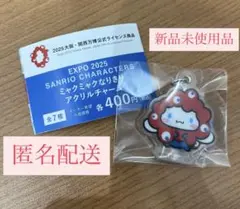 2025大阪・関西万博公式ライセンス商品
EXPO 2025
SANRIO CHARACTERS
ミャクミャクなりきり
アクリルチャーム
全7種
各400円
新品未使用品
匿名配送